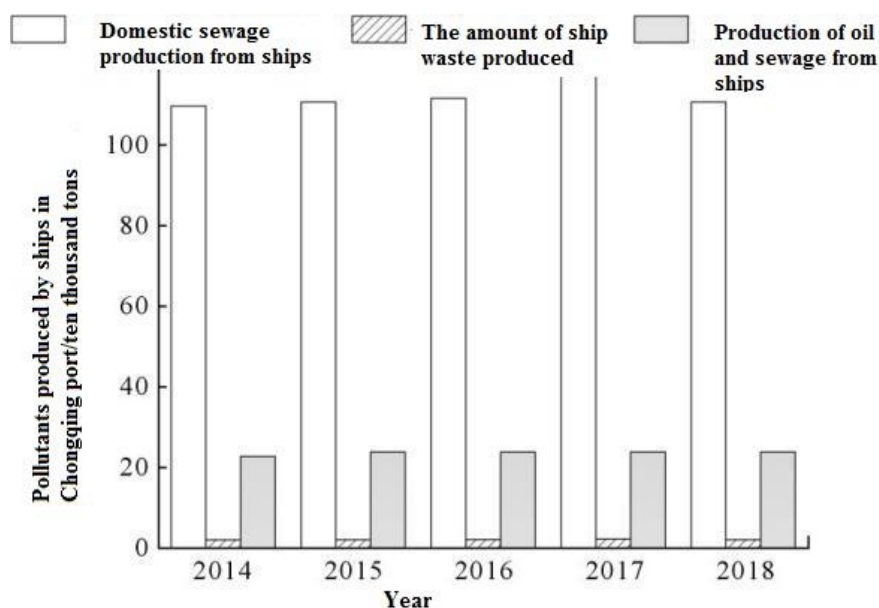 Domestic sewage
production from ships
The amount of ship
waste produced
Production of oil
and sewage from
ships
Pollutants produced by ships in
Chongqing port/ten thousand tons
100
80
60
40
20
0
2014 2015 2016 2017 2018
Year